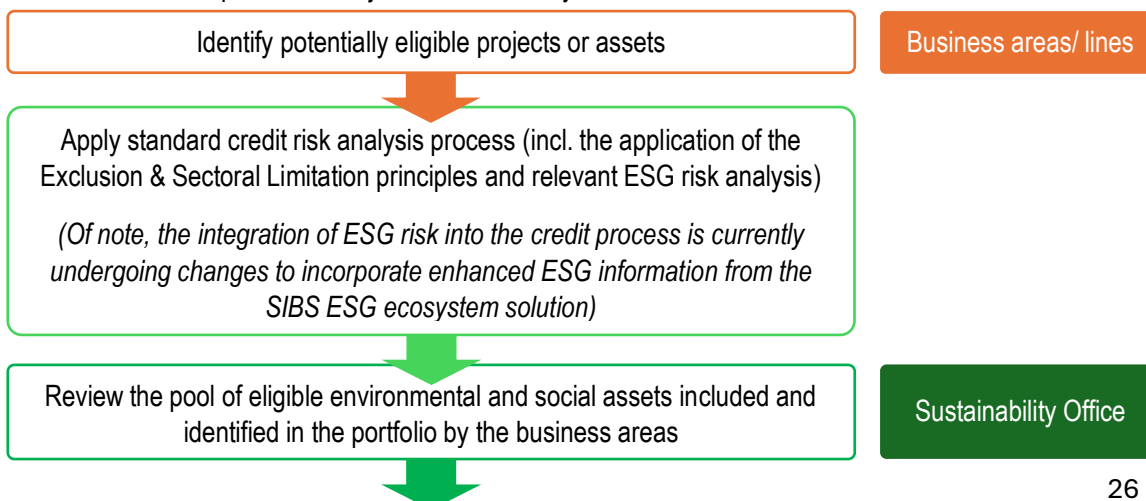 Identify potentially eligible projects or assets
Business areas/ lines
Apply standard credit risk analysis process (incl. the application of the
Exclusion & Sectoral Limitation principles and relevant ESG risk analysis)
(Of note, the integration of ESG risk into the credit process is currently
undergoing changes to incorporate enhanced ESG information from the
SIBS ESG ecosystem solution)
Review the pool of eligible environmental and social assets included and
identified in the portfolio by the business areas
Sustainability Office
26